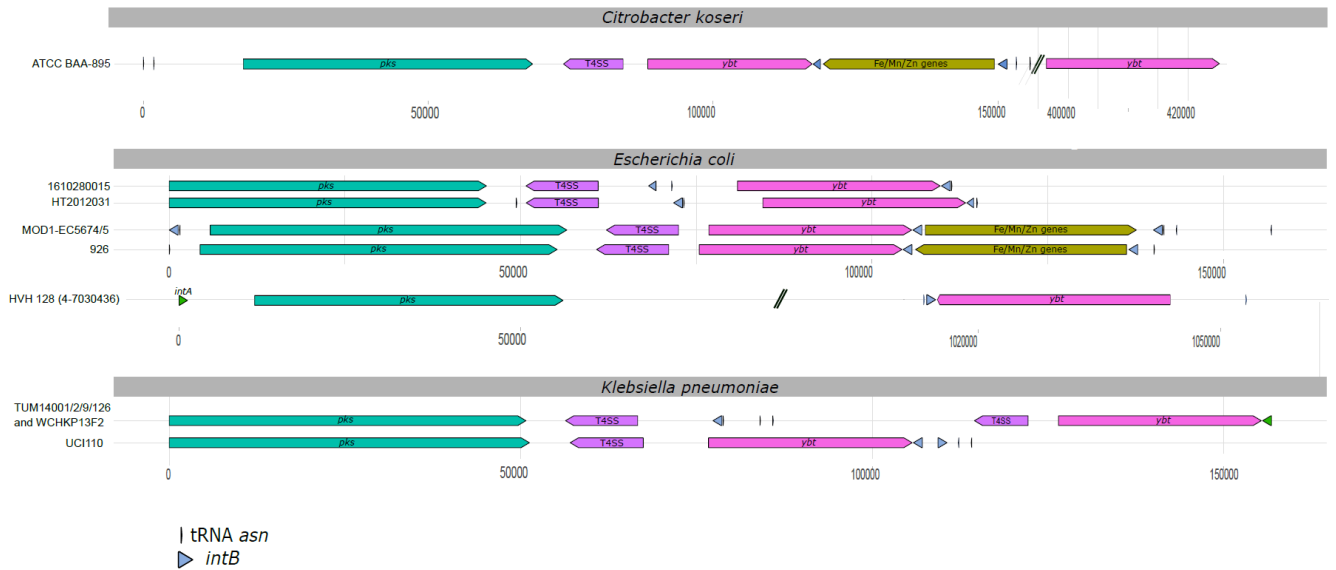 Citrobacter koseri
ATCC BAA-895 pks T4SS ybt Fe/Mn/Zn genes ybt
0 50000 100000 150000 400000 420000
Escherichia coli
1610280015 pks T4SS ybt
HT2012031 pks T4SS ybt
MOD1-EC5674/5 pks T4SS ybt Fe/Mn/Zn genes
926 pks T4SS ybt Fe/Mn/Zn genes
0 50000 100000 150000
intA
HVH 128 (4-7030436) pks ybt
0 50000 1020000 1050000
Klebsiella pneumoniae
TUM14001/2/9/126
and WCHKP13F2 pks T4SS T4SS ybt
UCI110 pks T4SS ybt
0 50000 100000 150000
tRNA asn
intB